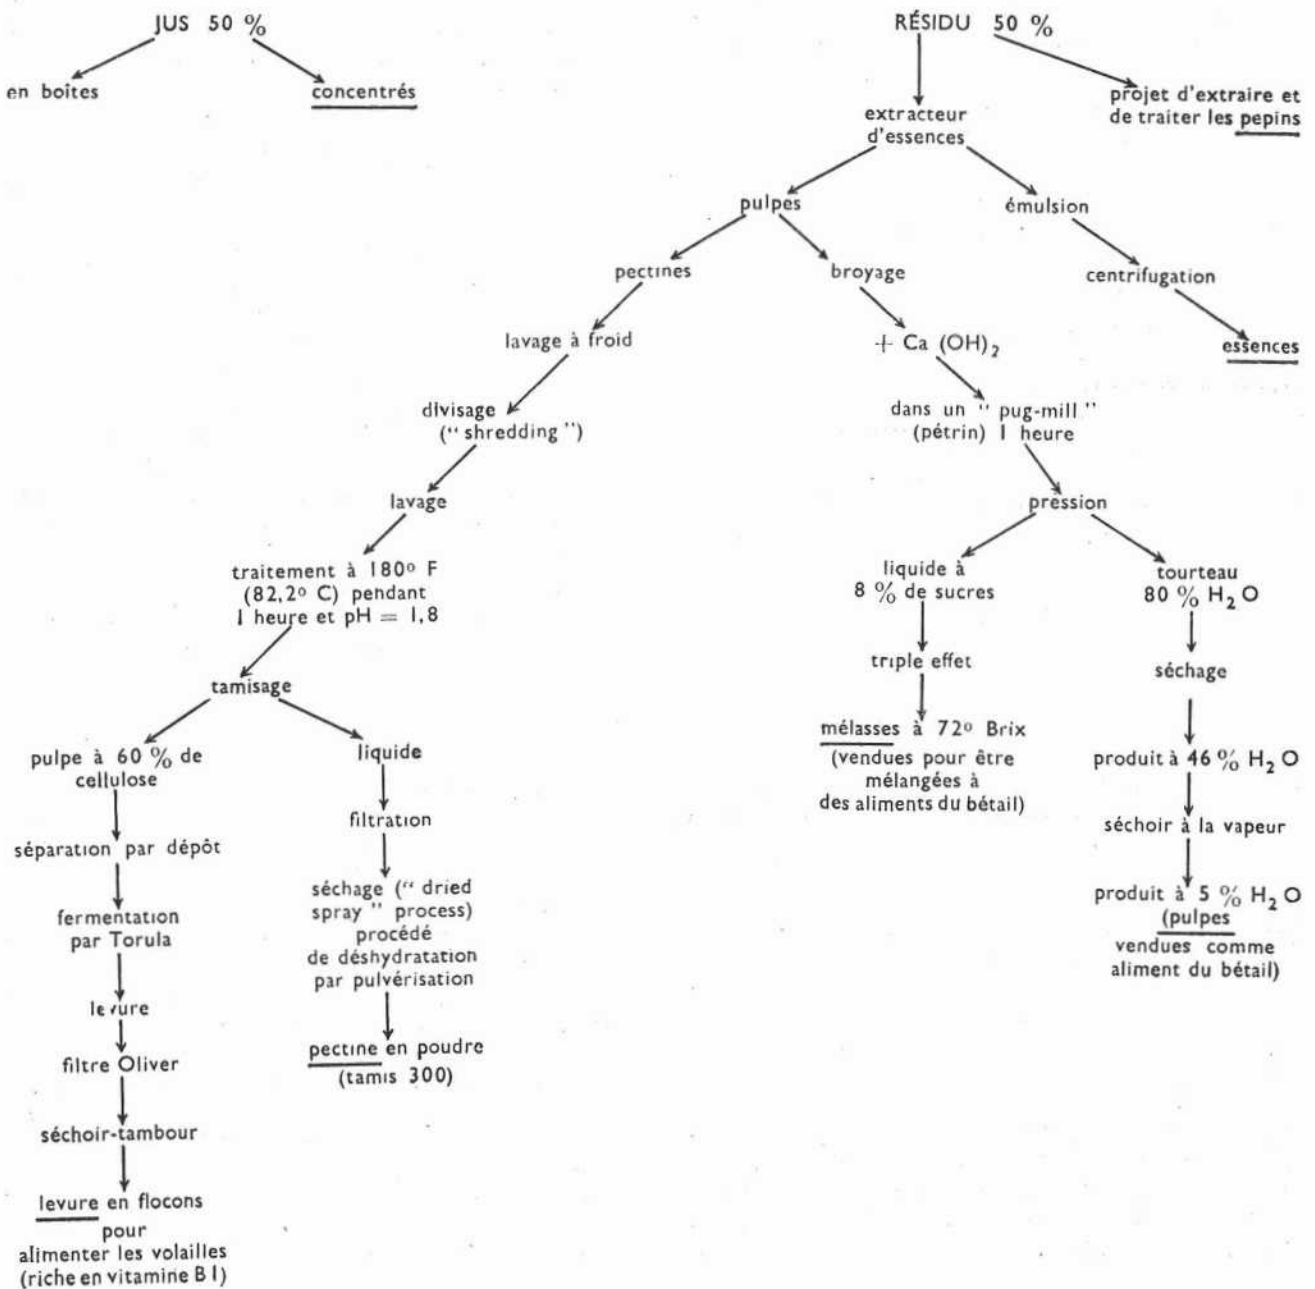 JUS 50 %
en boîtes
concentrés
RÉSIDU 50 %
projet d'extraire et
de traiter les pepins
extracteur
d'essences
pulpes
émulsion
pectines
broyage
centrifugation
lavage à froid
+ Ca (OH)₂
essences
divisage
(“ shredding ”)
dans un “ pug-mill ”
(pétrin) 1 heure
lavage
pression
traitement à 180° F
(82,2° C) pendant
1 heure et pH = 1,8
liquide à
8 % de sucres
tourteau
80 % H₂O
tamisage
triple effet
séchage
pulpe à 60 % de
cellulose
liquide
mélasses à 72° Brix
(vendues pour être
mélangées à
des aliments du bétail)
produit à 46 % H₂O
séparation par dépôt
filtration
séchoir à la vapeur
fermentation
par Torula
séchage (“ dried
spray ” process)
procédé
de déshydratation
par pulvérisation
produit à 5 % H₂O
(pulpes
vendues comme
aliment du bétail)
levure
filtre Oliver
pectine en poudre
(tamis 300)
séchoir-tambour
levure en flocons
pour
alimenter les volailles
(riche en vitamine B1)